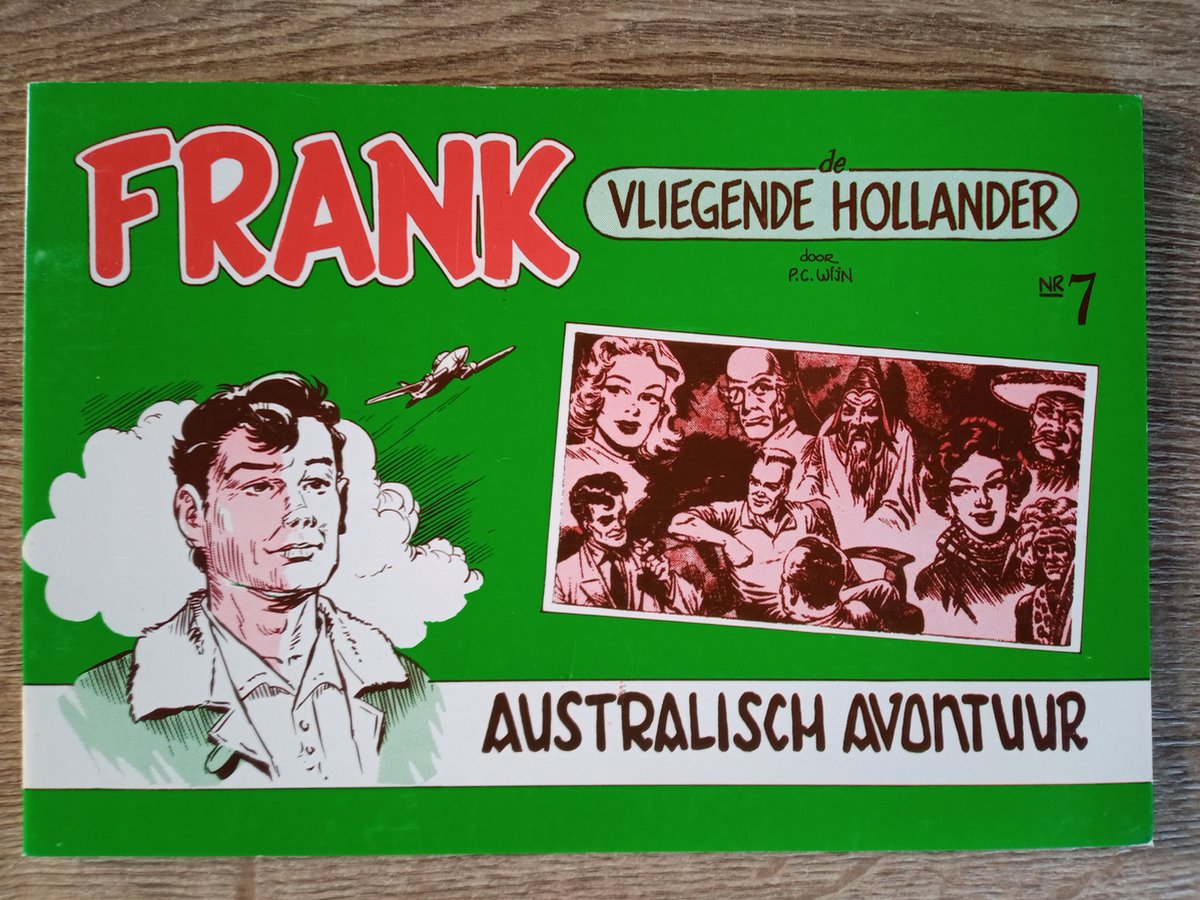 FRANK
de
VLIEGENDE HOLLANDER
door
P.C. WIJN
NR 7
AUSTRALISCH AVONTUUR